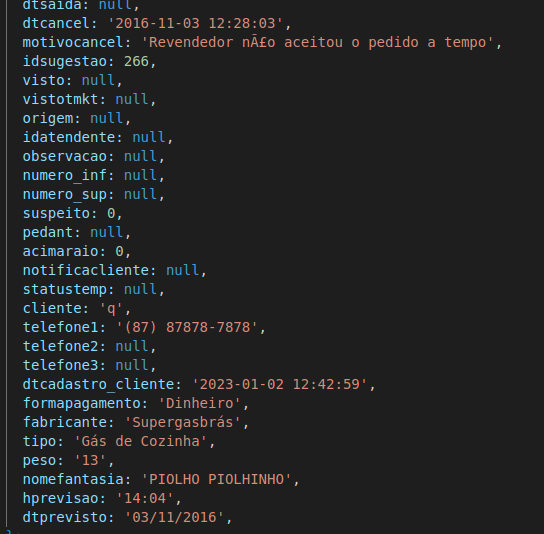 dtsaida: null,
dtcancel: '2016-11-03 12:28:03',
motivocancel: 'Revendedor nÃ£o aceitou o pedido a tempo',
idsugestao: 266,
visto: null,
vistotmkt: null,
origem: null,
idatendente: null,
observacao: null,
numero_inf: null,
numero_sup: null,
suspeito: 0,
pedant: null,
acimaraio: 0,
notificacliente: null,
statustemp: null,
cliente: 'q',
telefone1: '(87) 87878-7878',
telefone2: null,
telefone3: null,
dtcadastro_cliente: '2023-01-02 12:42:59',
formapagamento: 'Dinheiro',
fabricante: 'Supergasbrás',
tipo: 'Gás de Cozinha',
peso: '13',
nomefantasia: 'PIOLHO PIOLHINHO',
hprevisao: '14:04',
dtprevisto: '03/11/2016',